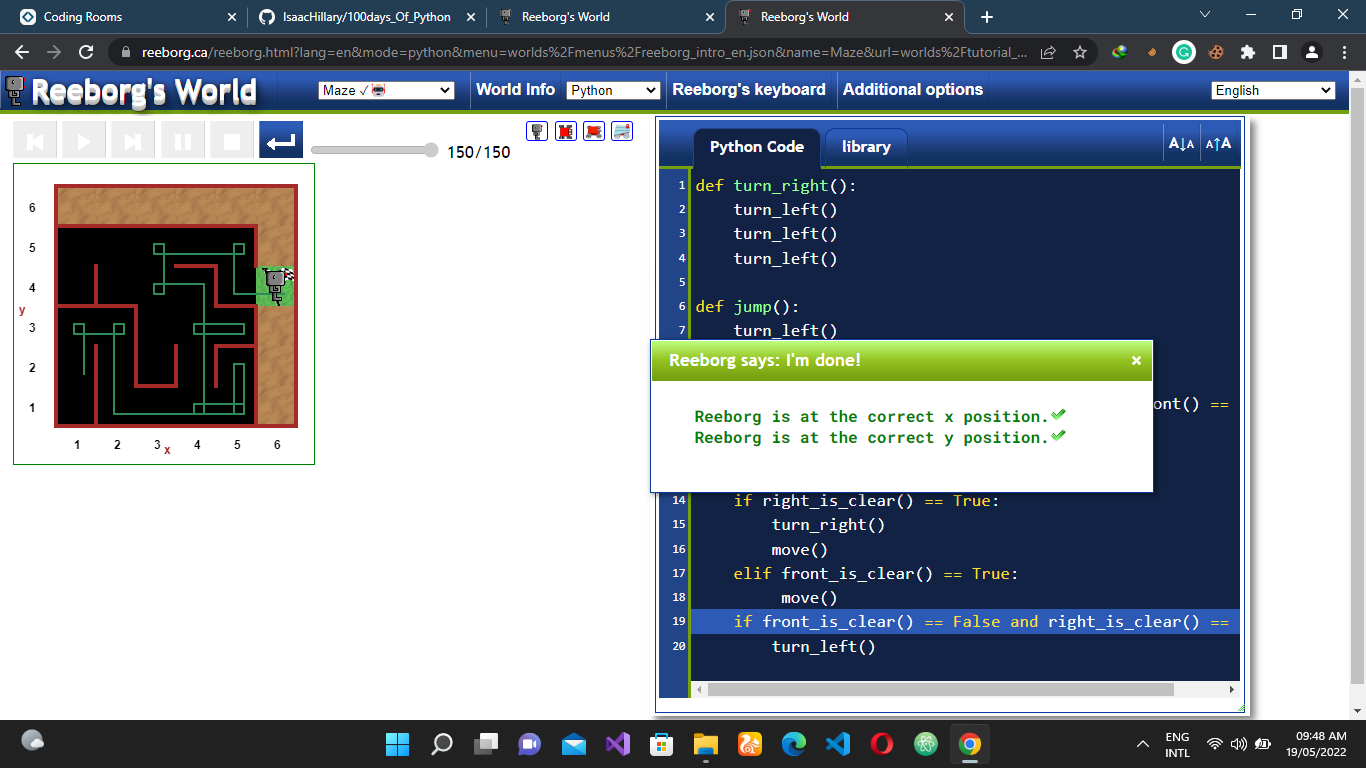 Coding Rooms
IsaacHillary/100days_Of_Python
Reeborg's World
Reeborg's World
reeborg.ca/reeborg.html?lang=en&mode=python&menu=worlds%2Fmenus%2Freeborg_intro_en.json&name=Maze&url=worlds%2Ftutorial_...
Reeborg's World
Maze ✓
World Info
Python
Reeborg's keyboard
Additional options
English
150/150
Python Code
library
A↓A
A↑A
6
5
4
3
2
1
y
1 2 3 4 5 6
x
1 def turn_right():
2 turn_left()
3 turn_left()
4 turn_left()
5
6 def jump():
7 turn_left()
Reeborg says: I'm done!
ont() ==
Reeborg is at the correct x position.
Reeborg is at the correct y position.
14 if right_is_clear() == True:
15 turn_right()
16 move()
17 elif front_is_clear() == True:
18 move()
19 if front_is_clear() == False and right_is_clear() ==
20 turn_left()
ENG
INTL
09:48 AM
19/05/2022